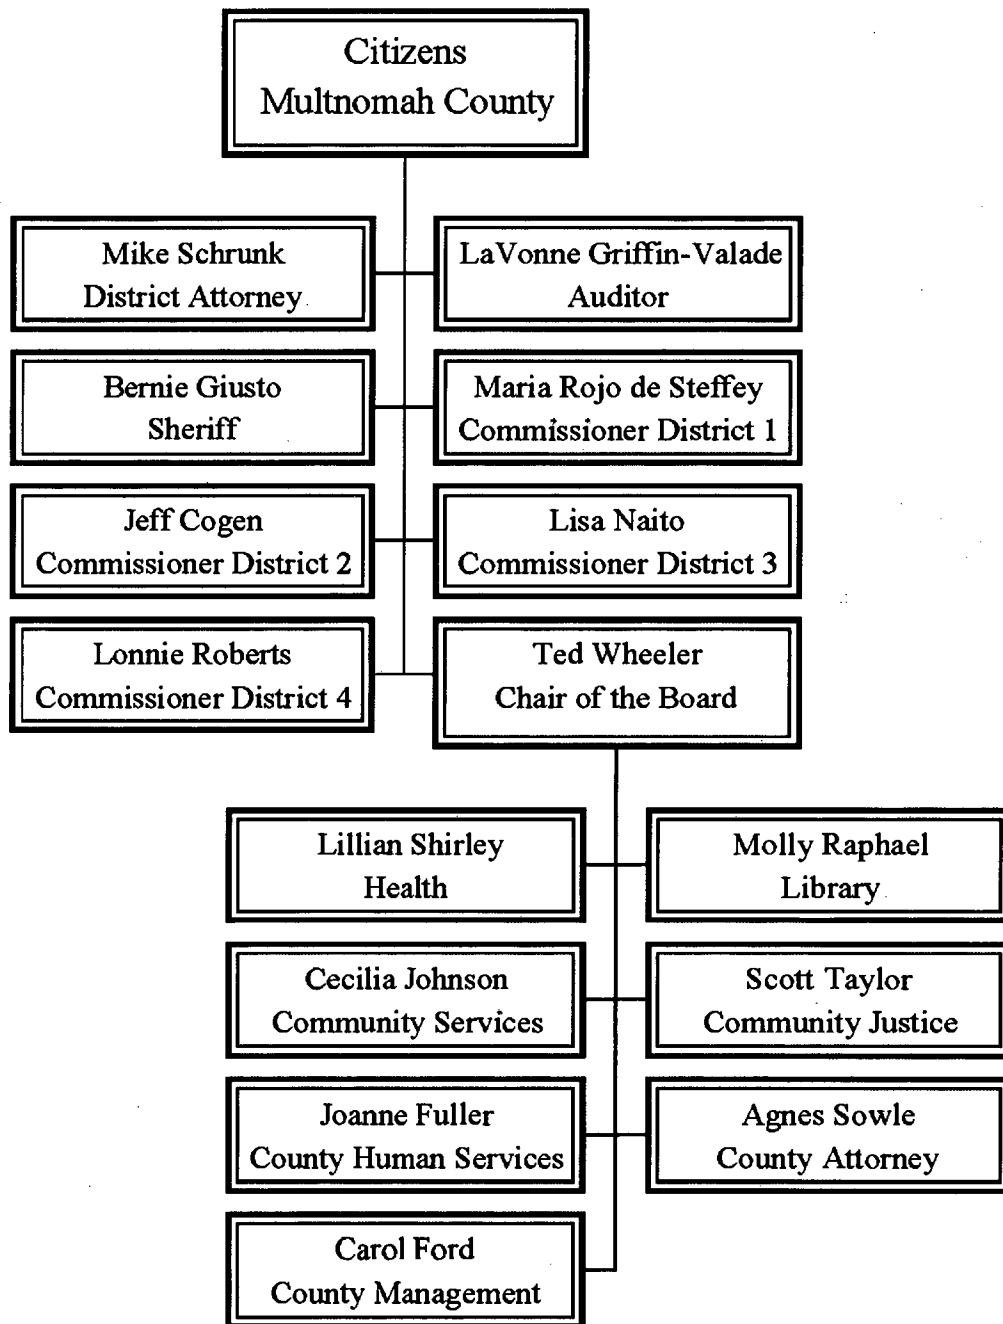 Citizens
Multnomah County
Mike Schrunk
District Attorney
LaVonne Griffin-Valade
Auditor
Bernie Giusto
Sheriff
Maria Rojo de Steffey
Commissioner District 1
Jeff Cogen
Commissioner District 2
Lisa Naito
Commissioner District 3
Lonnie Roberts
Commissioner District 4
Ted Wheeler
Chair of the Board
Lillian Shirley
Health
Molly Raphael
Library
Cecilia Johnson
Community Services
Scott Taylor
Community Justice
Joanne Fuller
County Human Services
Agnes Sowle
County Attorney
Carol Ford
County Management